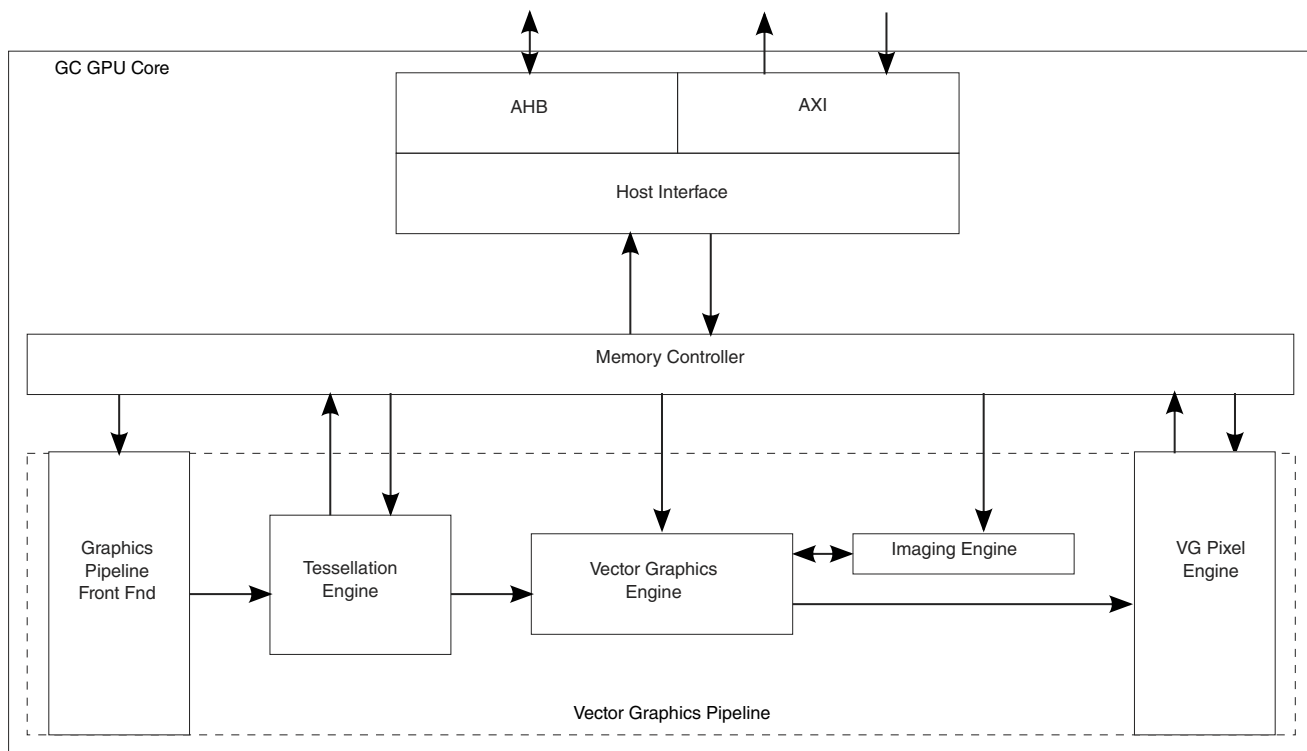 GC GPU Core
AHB
AXI
Host Interface
Memory Controller
Graphics
Pipeline
Front Fnd
Tessellation
Engine
Vector Graphics
Engine
Imaging Engine
VG Pixel
Engine
Vector Graphics Pipeline